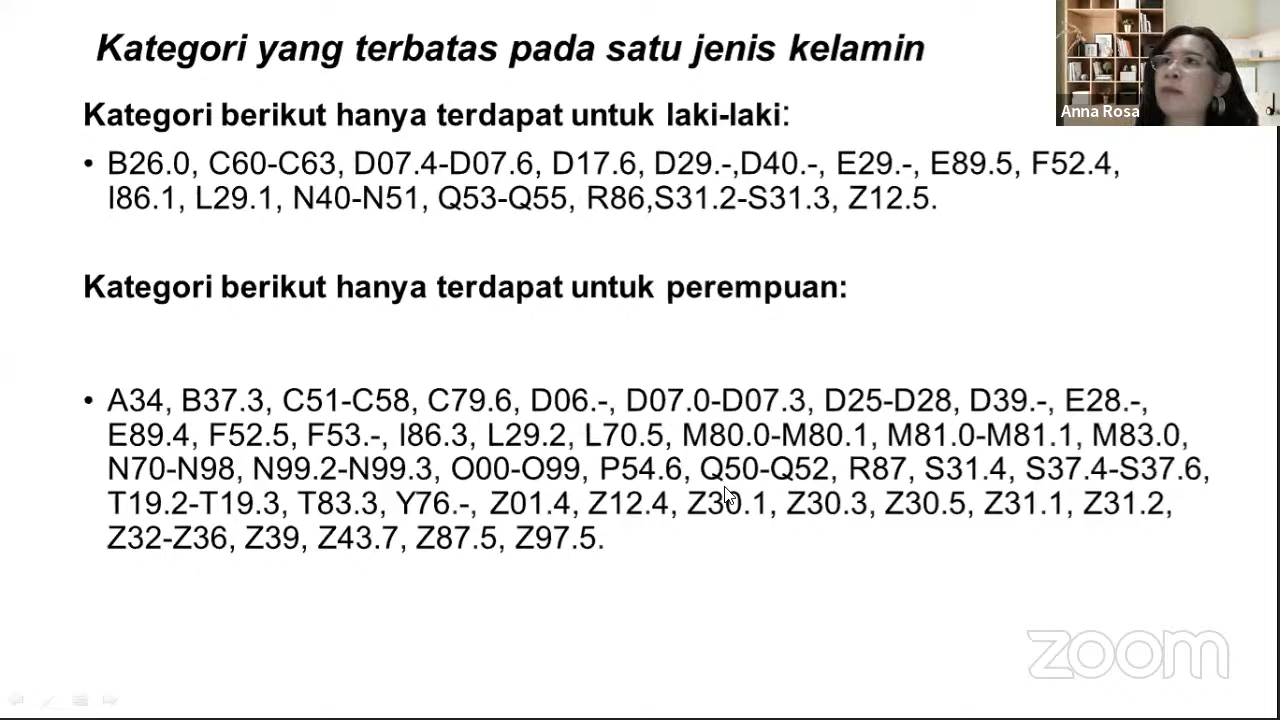 Kategori yang terbatas pada satu jenis kelamin
Anna Rosa
Kategori berikut hanya terdapat untuk laki-laki:
• B26.0, C60-C63, D07.4-D07.6, D17.6, D29.-,D40.-, E29.-, E89.5, F52.4,
I86.1, L29.1, N40-N51, Q53-Q55, R86,S31.2-S31.3, Z12.5.
Kategori berikut hanya terdapat untuk perempuan:
• A34, B37.3, C51-C58, C79.6, D06.-, D07.0-D07.3, D25-D28, D39.-, E28.-,
E89.4, F52.5, F53.-, I86.3, L29.2, L70.5, M80.0-M80.1, M81.0-M81.1, M83.0,
N70-N98, N99.2-N99.3, O00-O99, P54.6, Q50-Q52, R87, S31.4, S37.4-S37.6,
T19.2-T19.3, T83.3, Y76.-, Z01.4, Z12.4, Z30.1, Z30.3, Z30.5, Z31.1, Z31.2,
Z32-Z36, Z39, Z43.7, Z87.5, Z97.5.
zoom